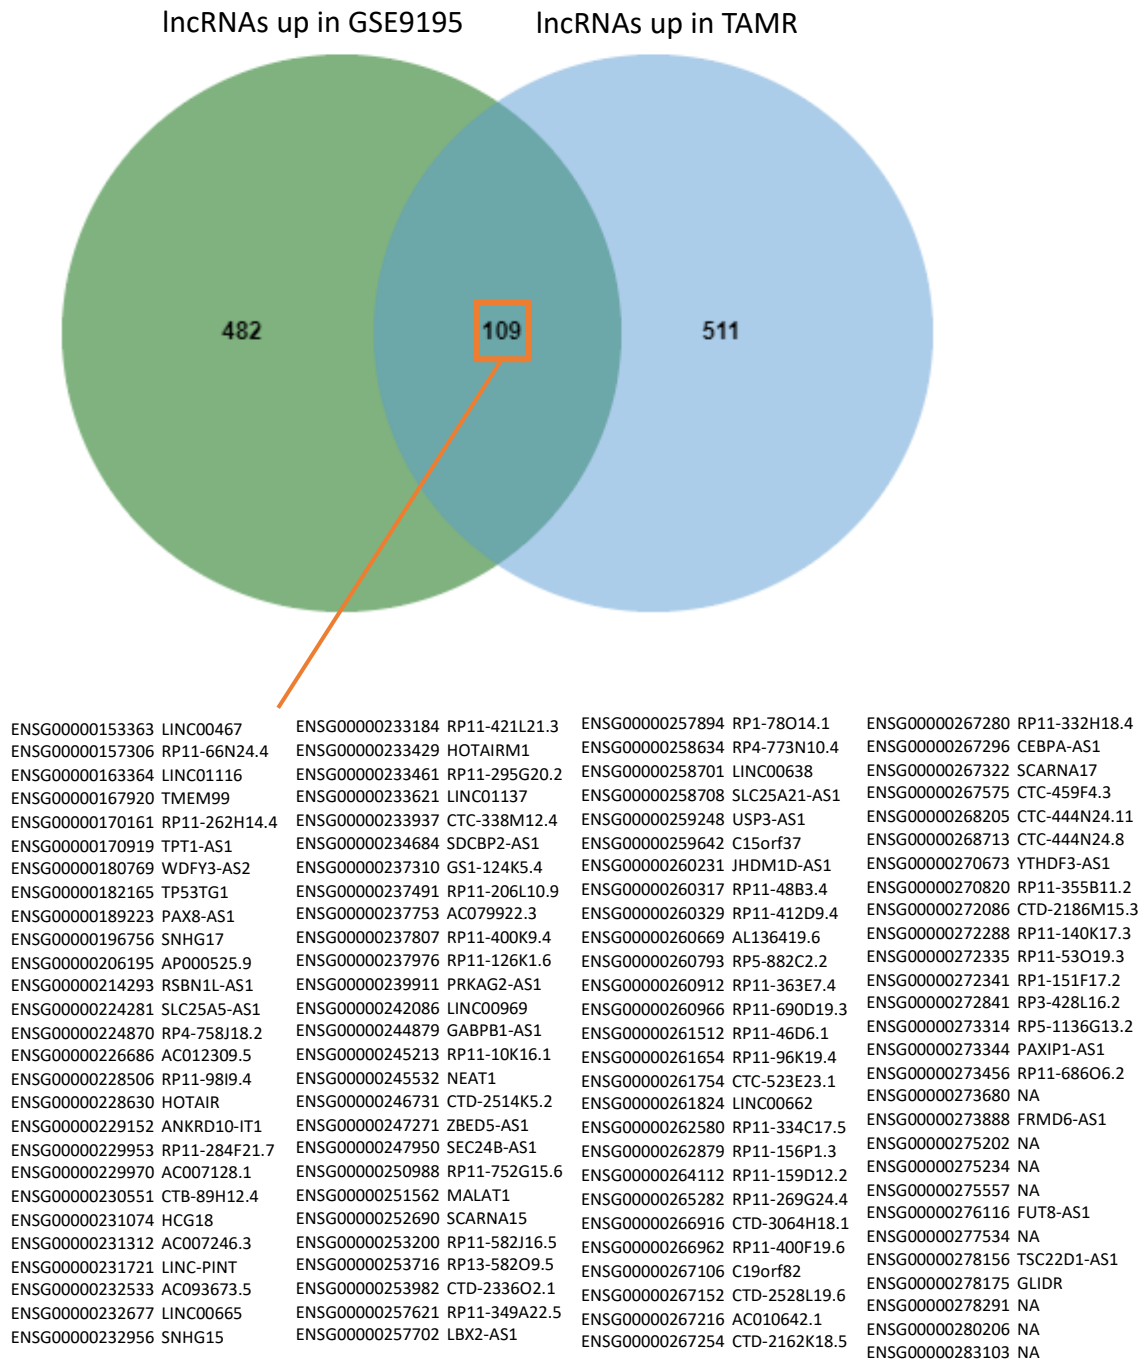 lncRNAs up in GSE9195
lncRNAs up in TAMR
482
109
511
ENSG00000153363 LINC00467
ENSG00000157306 RP11-66N24.4
ENSG00000163364 LINC01116
ENSG00000167920 TMEM99
ENSG00000170161 RP11-262H14.4
ENSG00000170919 TPT1-AS1
ENSG00000180769 WDFY3-AS2
ENSG00000182165 TP53TG1
ENSG00000189223 PAX8-AS1
ENSG00000196756 SNHG17
ENSG00000206195 AP000525.9
ENSG00000214293 RSBN1L-AS1
ENSG00000224281 SLC25A5-AS1
ENSG00000224870 RP4-758J18.2
ENSG00000226686 AC012309.5
ENSG00000228506 RP11-98I9.4
ENSG00000228630 HOTAIR
ENSG00000229152 ANKRD10-IT1
ENSG00000229953 RP11-284F21.7
ENSG00000229970 AC007128.1
ENSG00000230551 CTB-89H12.4
ENSG00000231074 HCG18
ENSG00000231312 AC007246.3
ENSG00000231721 LINC-PINT
ENSG00000232533 AC093673.5
ENSG00000232677 LINC00665
ENSG00000232956 SNHG15
ENSG00000233184 RP11-421L21.3
ENSG00000233429 HOTAIRM1
ENSG00000233461 RP11-295G20.2
ENSG00000233621 LINC01137
ENSG00000233937 CTC-338M12.4
ENSG00000234684 SDCBP2-AS1
ENSG00000237310 GS1-124K5.4
ENSG00000237491 RP11-206L10.9
ENSG00000237753 AC079922.3
ENSG00000237807 RP11-400K9.4
ENSG00000237976 RP11-126K1.6
ENSG00000239911 PRKAG2-AS1
ENSG00000242086 LINC00969
ENSG00000244879 GABPB1-AS1
ENSG00000245213 RP11-10K16.1
ENSG00000245532 NEAT1
ENSG00000246731 CTD-2514K5.2
ENSG00000247271 ZBED5-AS1
ENSG00000247950 SEC24B-AS1
ENSG00000250988 RP11-752G15.6
ENSG00000251562 MALAT1
ENSG00000252690 SCARNA15
ENSG00000253200 RP11-582J16.5
ENSG00000253716 RP13-582O9.5
ENSG00000253982 CTD-2336O2.1
ENSG00000257621 RP11-349A22.5
ENSG00000257702 LBX2-AS1
ENSG00000257894 RP1-78O14.1
ENSG00000258634 RP4-773N10.4
ENSG00000258701 LINC00638
ENSG00000258708 SLC25A21-AS1
ENSG00000259248 USP3-AS1
ENSG00000259642 C15orf37
ENSG00000260231 JHDM1D-AS1
ENSG00000260317 RP11-48B3.4
ENSG00000260329 RP11-412D9.4
ENSG00000260669 AL136419.6
ENSG00000260793 RP5-882C2.2
ENSG00000260912 RP11-363E7.4
ENSG00000260966 RP11-690D19.3
ENSG00000261512 RP11-46D6.1
ENSG00000261654 RP11-96K19.4
ENSG00000261754 CTC-523E23.1
ENSG00000261824 LINC00662
ENSG00000262580 RP11-334C17.5
ENSG00000262879 RP11-156P1.3
ENSG00000264112 RP11-159D12.2
ENSG00000265282 RP11-269G24.4
ENSG00000266916 CTD-3064H18.1
ENSG00000266962 RP11-400F19.6
ENSG00000267106 C19orf82
ENSG00000267152 CTD-2528L19.6
ENSG00000267216 AC010642.1
ENSG00000267254 CTD-2162K18.5
ENSG00000267280 RP11-332H18.4
ENSG00000267296 CEBPA-AS1
ENSG00000267322 SCARNA17
ENSG00000267575 CTC-459F4.3
ENSG00000268205 CTC-444N24.11
ENSG00000268713 CTC-444N24.8
ENSG00000270673 YTHDF3-AS1
ENSG00000270820 RP11-355B11.2
ENSG00000272086 CTD-2186M15.3
ENSG00000272288 RP11-140K17.3
ENSG00000272335 RP11-53O19.3
ENSG00000272341 RP1-151F17.2
ENSG00000272841 RP3-428L16.2
ENSG00000273314 RP5-1136G13.2
ENSG00000273344 PAXIP1-AS1
ENSG00000273456 RP11-686O6.2
ENSG00000273680 NA
ENSG00000273888 FRMD6-AS1
ENSG00000275202 NA
ENSG00000275234 NA
ENSG00000275557 NA
ENSG00000276116 FUT8-AS1
ENSG00000277534 NA
ENSG00000278156 TSC22D1-AS1
ENSG00000278175 GLIDR
ENSG00000278291 NA
ENSG00000280206 NA
ENSG00000283103 NA